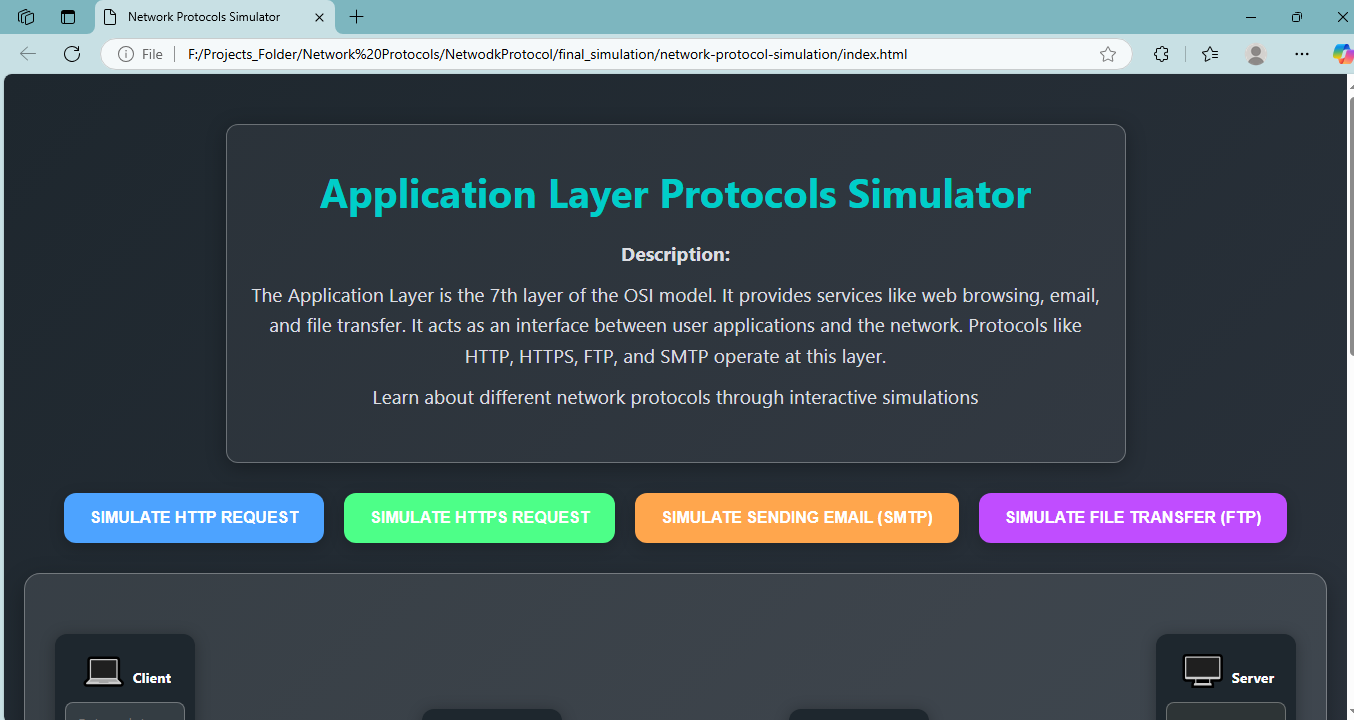 Network Protocols Simulator
File
F:/Projects_Folder/Network%20Protocols/NetwodkProtocol/final_simulation/network-protocol-simulation/index.html
Application Layer Protocols Simulator
Description:
The Application Layer is the 7th layer of the OSI model. It provides services like web browsing, email,
and file transfer. It acts as an interface between user applications and the network. Protocols like
HTTP, HTTPS, FTP, and SMTP operate at this layer.
Learn about different network protocols through interactive simulations
SIMULATE HTTP REQUEST
SIMULATE HTTPS REQUEST
SIMULATE SENDING EMAIL (SMTP)
SIMULATE FILE TRANSFER (FTP)
Client
Server